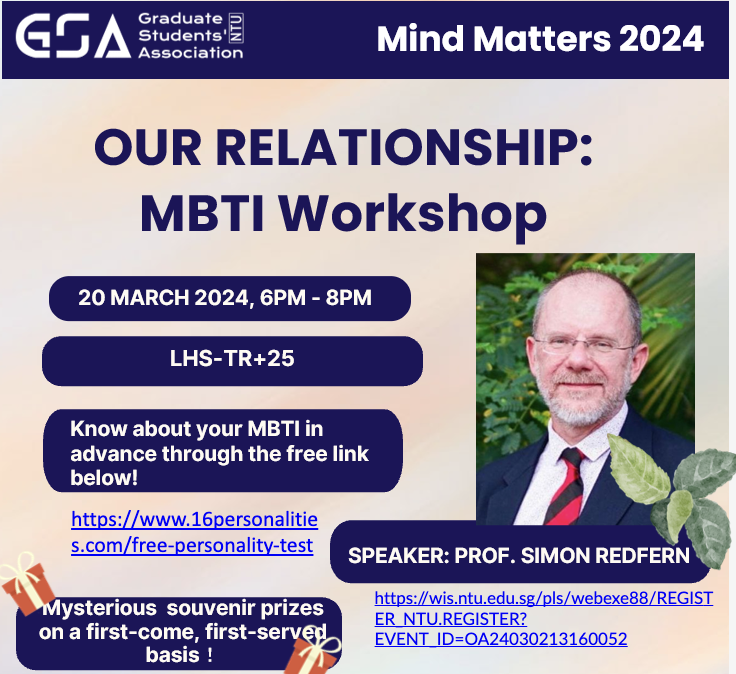 GSA
Graduate
Students'
Association
NTU
Mind Matters 2024
OUR RELATIONSHIP:
MBTI Workshop
20 MARCH 2024, 6PM - 8PM
LHS-TR+25
Know about your MBTI in
advance through the free link
below!
https://www.16personalitie
s.com/free-personality-test
SPEAKER: PROF. SIMON REDFERN
https://wis.ntu.edu.sg/pls/webexe88/REGIST
ER_NTU.REGISTER?
EVENT_ID=OA24030213160052
Mysterious souvenir prizes
on a first-come, first-served
basis！